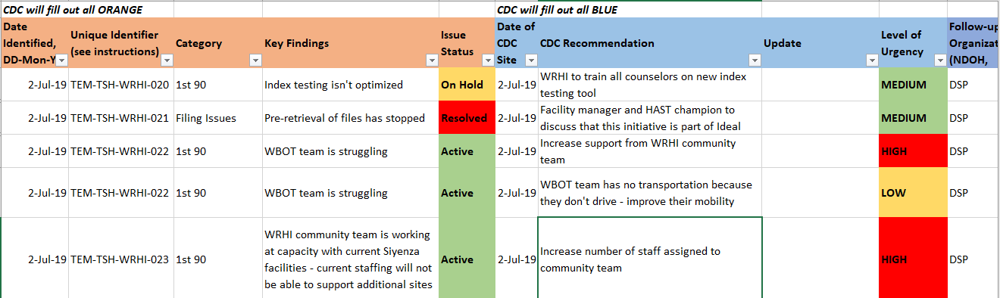 CDC will fill out all ORANGE CDC will fill out all BLUE
Date Identified, DD-Mon-Y Unique Identifier (see instructions) Category Key Findings Issue Status Date of CDC Site CDC Recommendation Update Level of Urgency Follow-up Organizat (NDOH,
2-Jul-19 TEM-TSH-WRHI-020 1st 90 Index testing isn't optimized On Hold 2-Jul-19 WRHI to train all counselors on new index testing tool MEDIUM DSP
2-Jul-19 TEM-TSH-WRHI-021 Filing Issues Pre-retrieval of files has stopped Resolved 2-Jul-19 Facility manager and HAST champion to discuss that this initiative is part of Ideal MEDIUM DSP
2-Jul-19 TEM-TSH-WRHI-022 1st 90 WBOT team is struggling Active 2-Jul-19 Increase support from WRHI community team HIGH DSP
2-Jul-19 TEM-TSH-WRHI-022 1st 90 WBOT team is struggling Active 2-Jul-19 WBOT team has no transportation because they don't drive - improve their mobility LOW DSP
2-Jul-19 TEM-TSH-WRHI-023 1st 90 WRHI community team is working at capacity with current Siyenza facilities - current staffing will not be able to support additional sites Active 2-Jul-19 Increase number of staff assigned to community team HIGH DSP